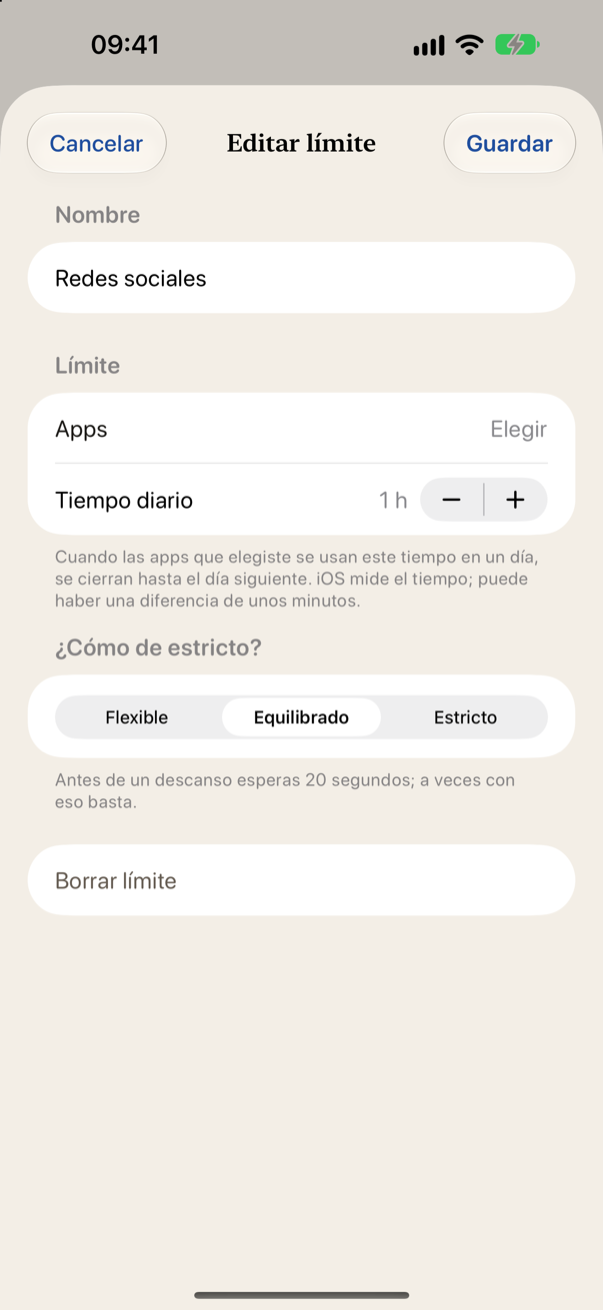 09:41
Cancelar
Editar límite
Guardar
Nombre
Redes sociales
Límite
Apps
Elegir
Tiempo diario
1 h
Cuando las apps que elegiste se usan este tiempo en un día,
se cierran hasta el día siguiente. iOS mide el tiempo; puede
haber una diferencia de unos minutos.
¿Cómo de estricto?
Flexible
Equilibrado
Estricto
Antes de un descanso esperas 20 segundos; a veces con
eso basta.
Borrar límite